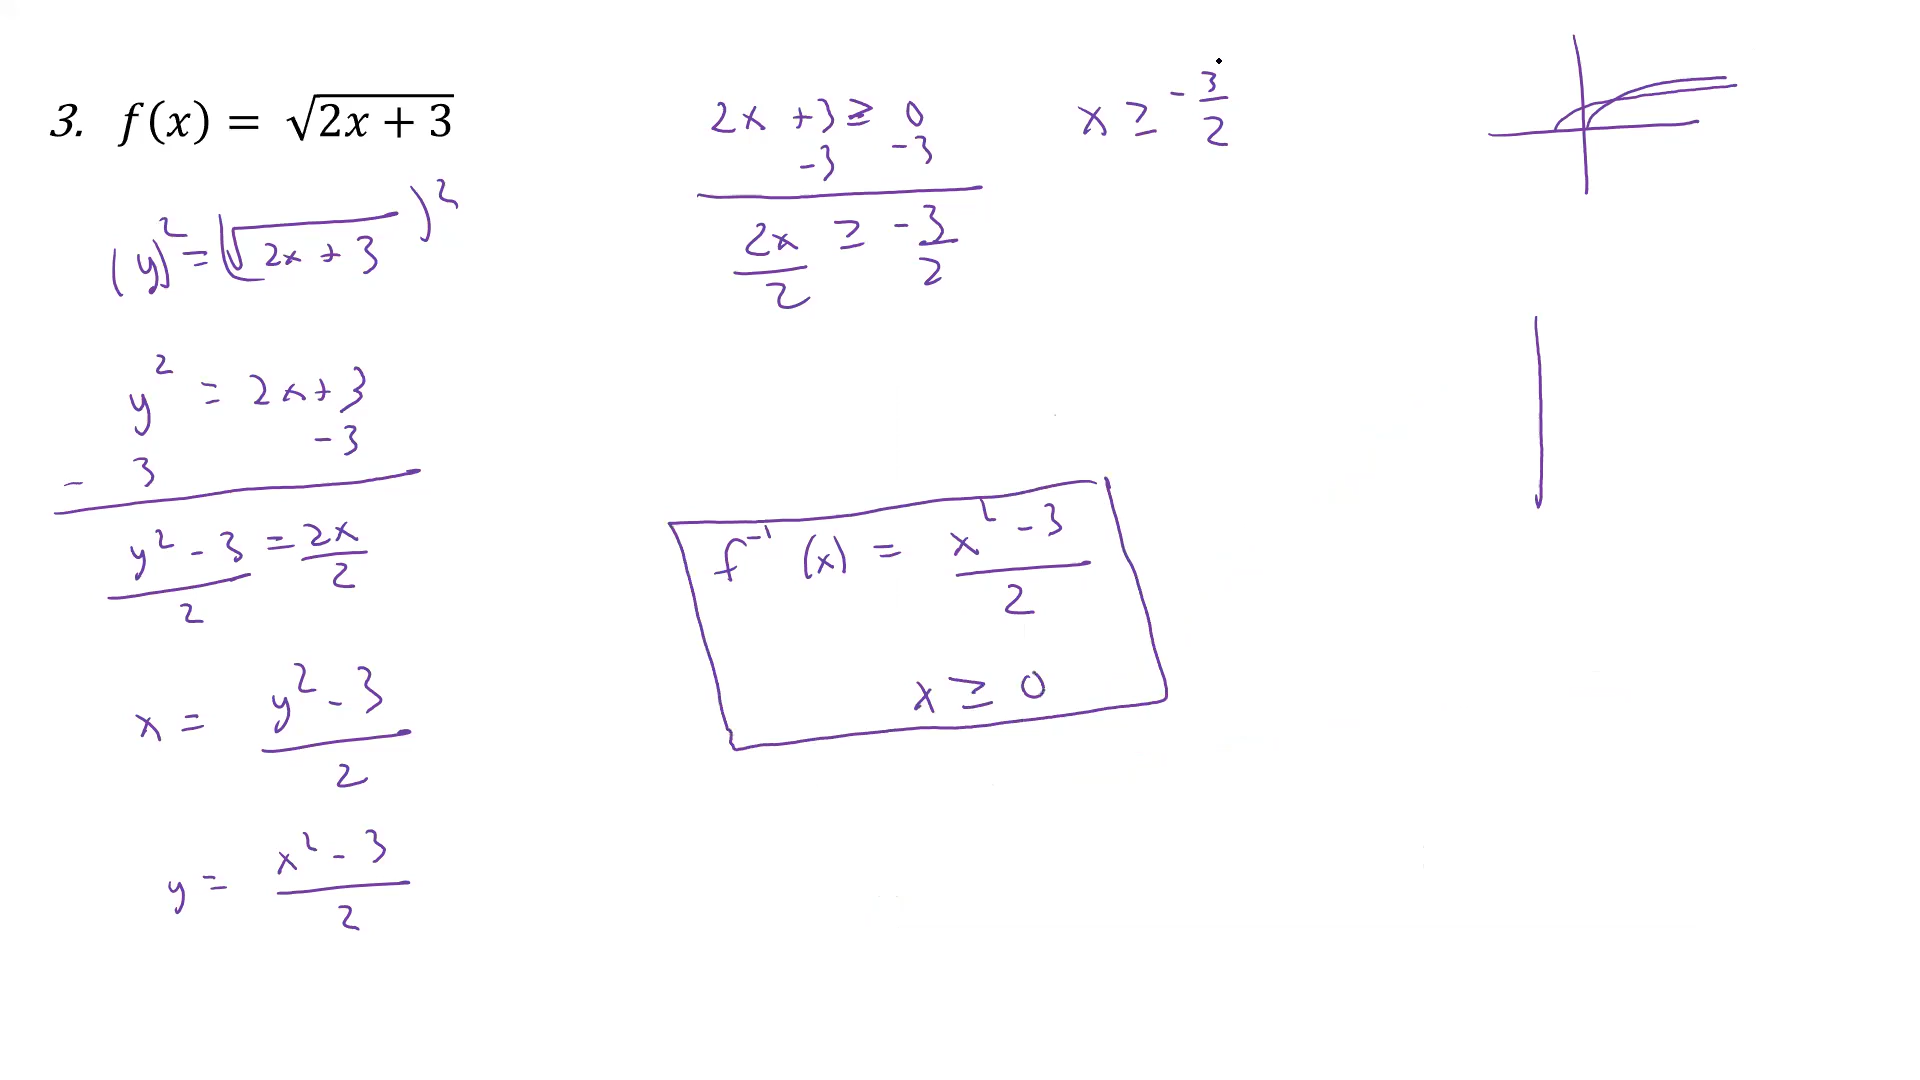 3. f(x) = √(2x + 3)
(y)² = (√(2x + 3))²
y² = 2x + 3
- 3 - 3
(y² - 3)/2 = 2x/2
x = (y² - 3)/2
y = (x² - 3)/2
2x + 3 ≥ 0
-3 -3
2x/2 ≥ -3/2
x ≥ -3/2
f⁻¹(x) = (x² - 3)/2
x ≥ 0